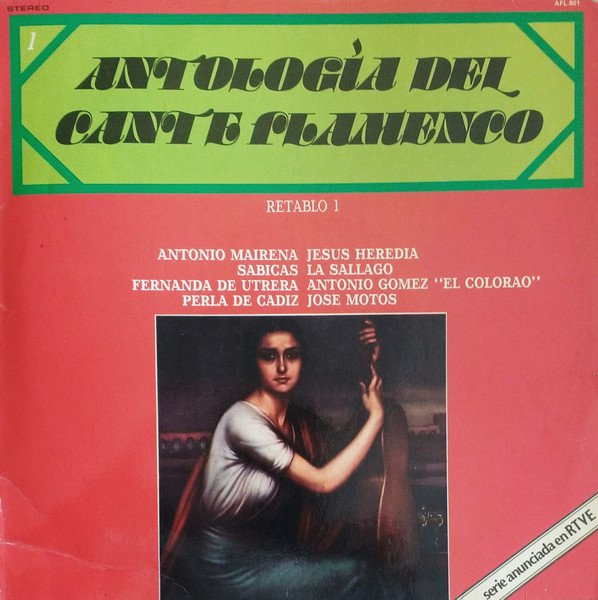 STEREO
AFL-801
1
ANTOLOGÌA DEL
CANTE FLAMENCO
RETABLO 1
ANTONIO MAIRENA JESUS HEREDIA
SABICAS LA SALLAGO
FERNANDA DE UTRERA ANTONIO GOMEZ "EL COLORAO"
PERLA DE CADIZ JOSE MOTOS
serie anunciada en RTVE